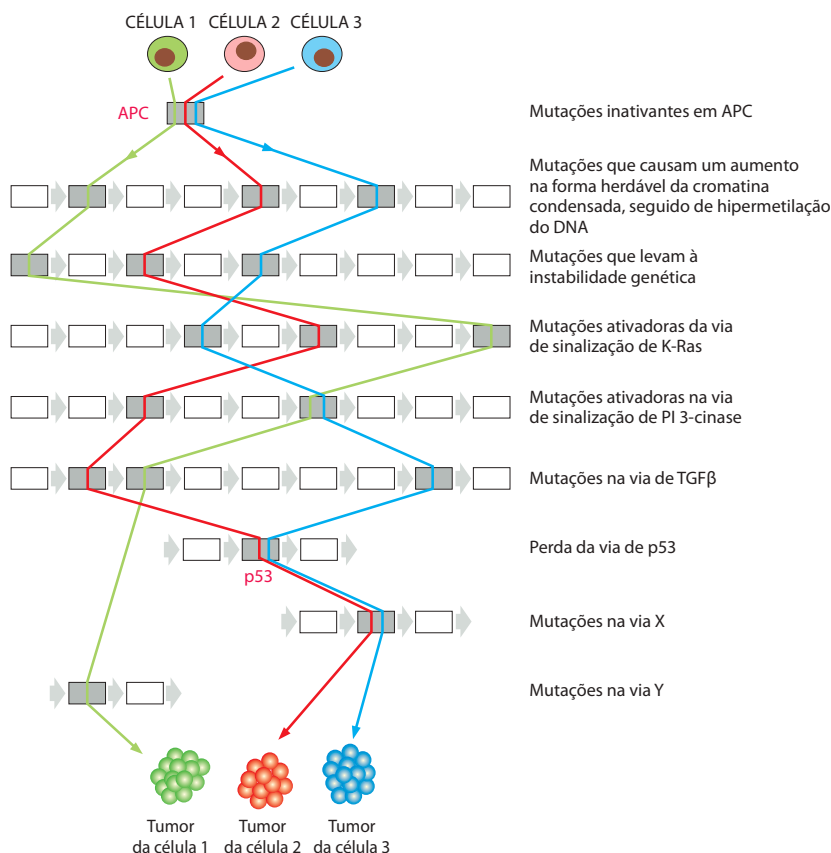 CÉLULA 1 CÉLULA 2 CÉLULA 3
APC
Mutações inativantes em APC
Mutações que causam um aumento
na forma herdável da cromatina
condensada, seguido de hipermetilação
do DNA
Mutações que levam à
instabilidade genética
Mutações ativadoras da via
de sinalização de K-Ras
Mutações ativadoras na via
de sinalização de PI 3-cinase
Mutações na via de TGFβ
Perda da via de p53
p53
Mutações na via X
Mutações na via Y
Tumor
da célula 1
Tumor
da célula 2
Tumor
da célula 3